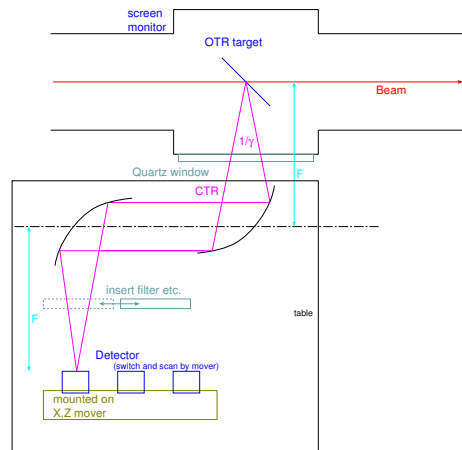 screen
monitor
OTR target
Beam
1/γ
F
Quartz window
CTR
insert filter etc.
F
table
Detector
(switch and scan by mover)
mounted on
X,Z mover